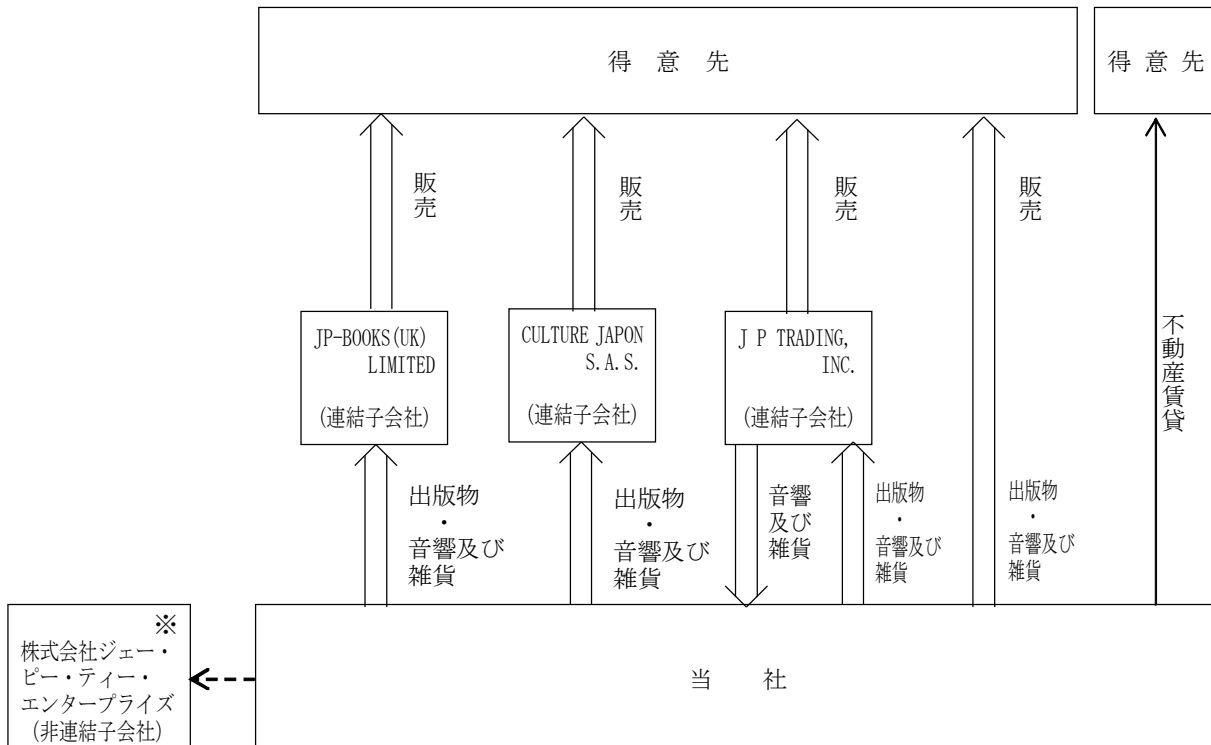 得意先
得意先
販売
販売
販売
販売
不動産賃貸
JP-BOOKS(UK)
LIMITED
(連結子会社)
CULTURE JAPON
S.A.S.
(連結子会社)
J P TRADING,
INC.
(連結子会社)
出版物
・
音響及び
雑貨
出版物
・
音響及び
雑貨
音響
及び
雑貨
出版物
・
音響及び
雑貨
出版物
・
音響及び
雑貨
※
株式会社ジェー・
ピー・ティー・
エンタープライズ
(非連結子会社)
当社